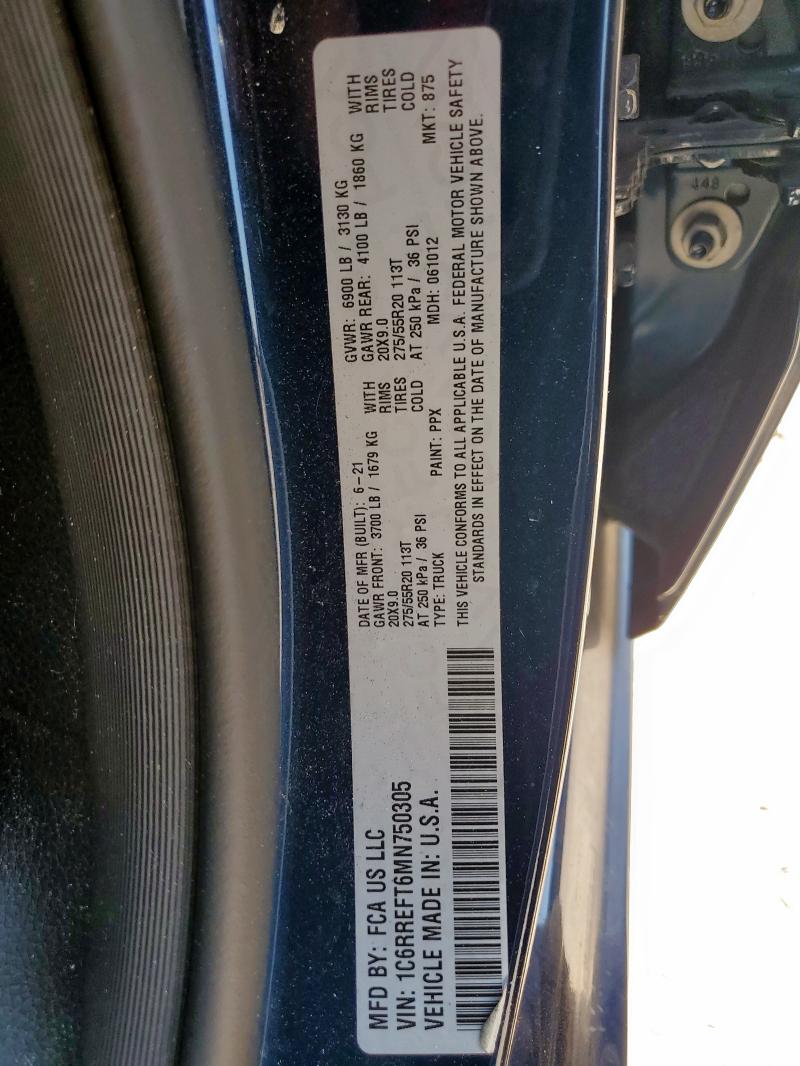 MFD BY: FCA US LLC
VIN: 1C6RREFT6MN750305
VEHICLE MADE IN: U.S.A.
DATE OF MFR (BUILT): 6-21
GAWR FRONT: 3700 LB / 1679 KG WITH
20X9.0 RIMS
275/55R20 113T TIRES
AT 250 kPa / 36 PSI COLD
TYPE: TRUCK PAINT: PPX
GVWR: 6900 LB / 3130 KG
GAWR REAR: 4100 LB / 1860 KG WITH
20X9.0 RIMS
275/55R20 113T TIRES
AT 250 kPa / 36 PSI COLD
MDH: 061012 MKT: 875
THIS VEHICLE CONFORMS TO ALL APPLICABLE U.S.A. FEDERAL MOTOR VEHICLE SAFETY
STANDARDS IN EFFECT ON THE DATE OF MANUFACTURE SHOWN ABOVE.
448